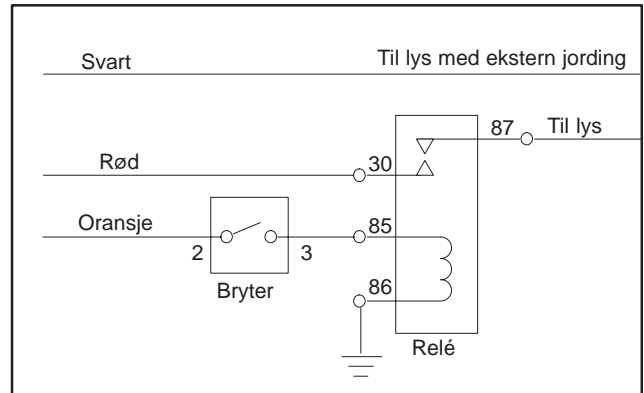 Svart Til lys med ekstern jording
87 Til lys
Rød 30
Oransje 85
2 3
86
Bryter
Relé